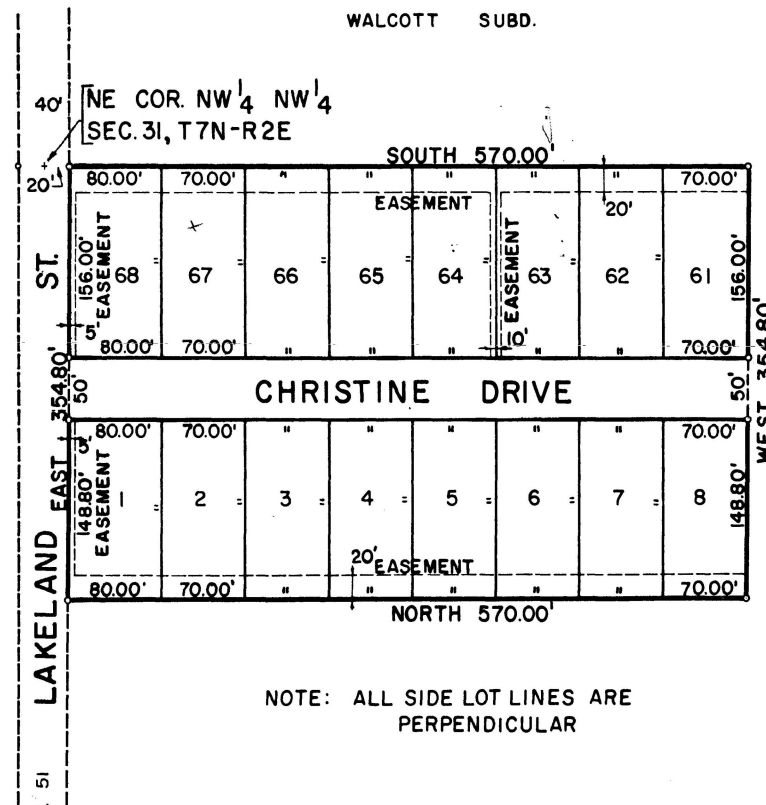 WALCOTT SUBD.
40'
NE COR. NW 1/4 NW 1/4
SEC. 31, T7N-R2E
SOUTH 570.00'
20'
80.00' 70.00' " " " " " 70.00'
EASEMENT
20'
156.00'
EASEMENT
68 = 67 = 66 = 65 = 64 = 63 = 62 = 61
EASEMENT
156.00'
5'
10'
80.00' 70.00' " " " " " 70.00'
ST.
50'
CHRISTINE DRIVE
50'
EAST 354.80'
WEST 354.80'
80.00' 70.00' " " " " " 70.00'
5'
148.80'
EASEMENT
1 = 2 = 3 = 4 = 5 = 6 = 7 = 8
148.80'
20'
EASEMENT
80.00' 70.00' " " " " " 70.00'
NORTH 570.00'
LAKELAND
NOTE: ALL SIDE LOT LINES ARE
PERPENDICULAR
51